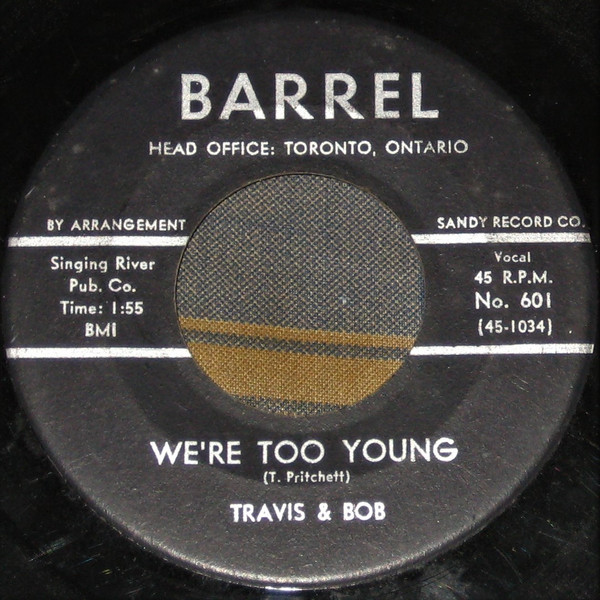 BARREL
HEAD OFFICE: TORONTO, ONTARIO
BY ARRANGEMENT
SANDY RECORD CO.
Singing River
Pub. Co.
Time: 1:55
BMI
Vocal
45 R.P.M.
No. 601
(45-1034)
WE'RE TOO YOUNG
(T. Pritchett)
TRAVIS & BOB